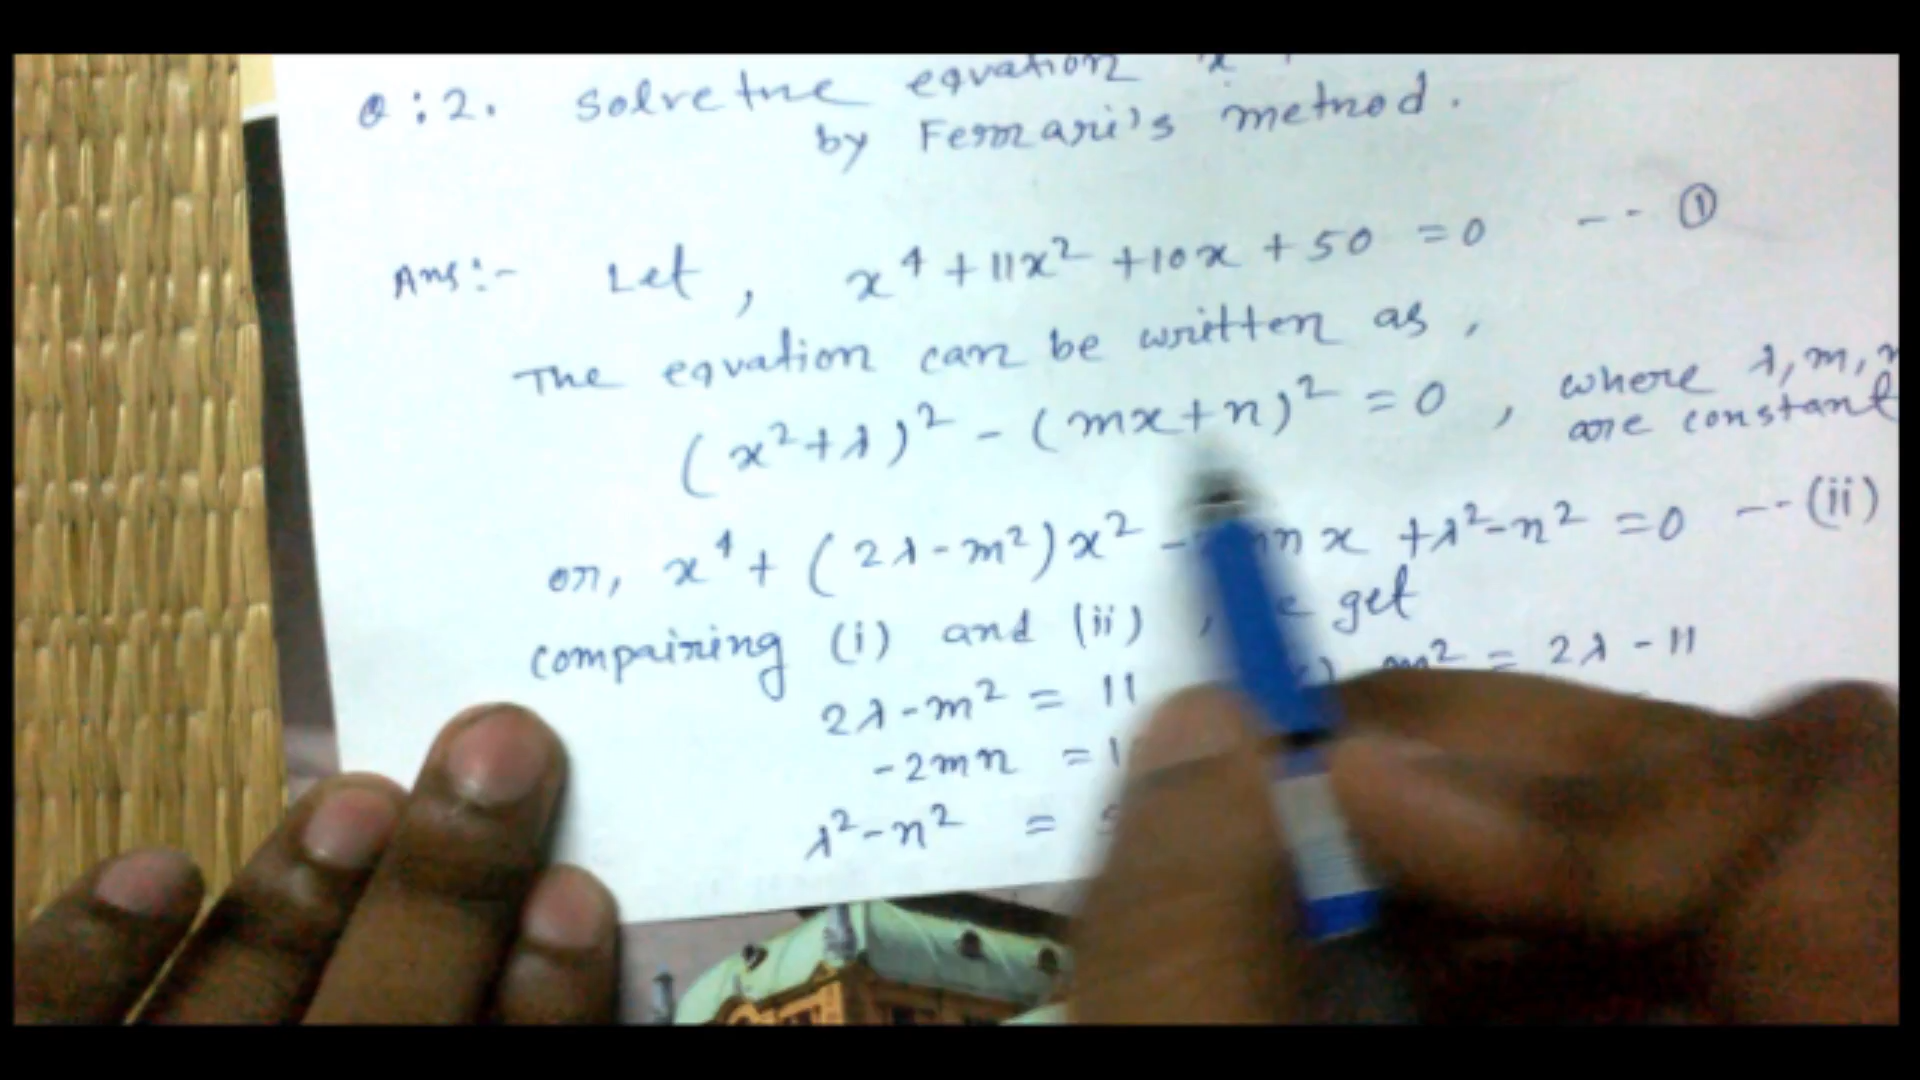 Q:2. Solve the equation x
by Ferrari's method.
Ans:- Let, x⁴ + 11x² + 10x + 50 = 0 --- ①
The equation can be written as,
(x²+λ)² - (mx+n)² = 0, where λ, m, n
are constant
or, x⁴ + (2λ-m²)x² - mnx + λ²-n² = 0 --- (ii)
compairing (i) and (ii), get
2λ-m² = 11 m² = 2λ - 11
-2mn = 1
λ²-n² =